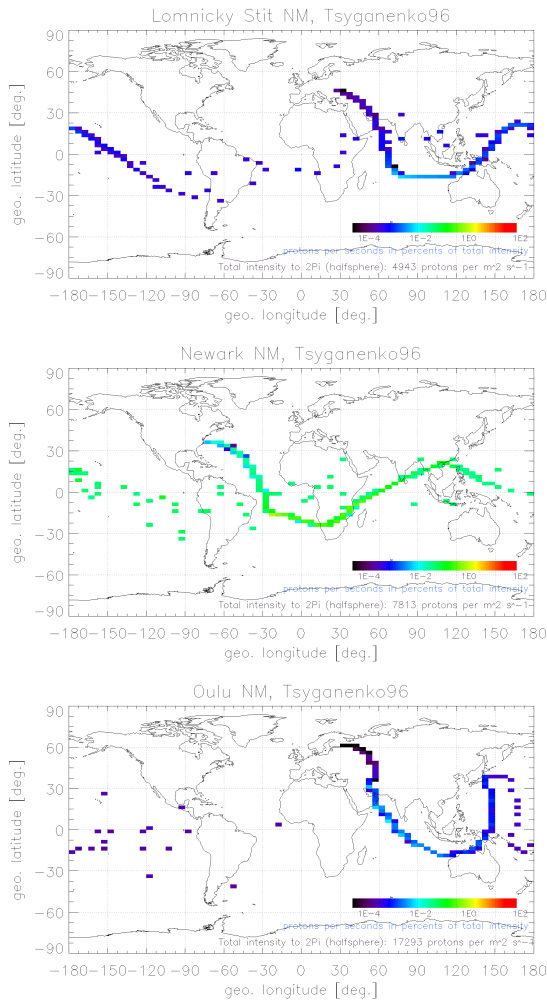 Lomnicky Stit NM, Tsyganenko96
90
60
30
0
−30
−60
−90
geo. latitude [deg.]
1E−4 1E−2 1E0 1E2
protons per seconds in percents of total intensity
Total intensity to 2Pi (halfsphere): 4943 protons per m^2 s^−1
−180−150−120−90 −60 −30 0 30 60 90 120 150 180
geo. longitude [deg.]
Newark NM, Tsyganenko96
90
60
30
0
−30
−60
−90
geo. latitude [deg.]
1E−4 1E−2 1E0 1E2
protons per seconds in percents of total intensity
Total intensity to 2Pi (halfsphere): 7813 protons per m^2 s^−1
−180−150−120−90 −60 −30 0 30 60 90 120 150 180
geo. longitude [deg.]
Oulu NM, Tsyganenko96
90
60
30
0
−30
−60
−90
geo. latitude [deg.]
1E−4 1E−2 1E0 1E2
protons per seconds in percents of total intensity
Total intensity to 2Pi (halfsphere): 17293 protons per m^2 s^−1
−180−150−120−90 −60 −30 0 30 60 90 120 150 180
geo. longitude [deg.]